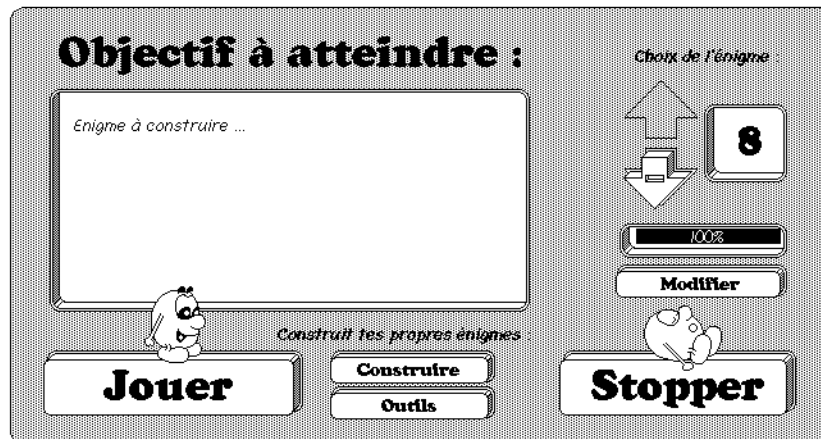 Objectif à atteindre :
Choix de l'énigme :
Enigme à construire ...
8
100%
Modifier
Construit tes propres énigmes :
Jouer
Construire
Outils
Stopper